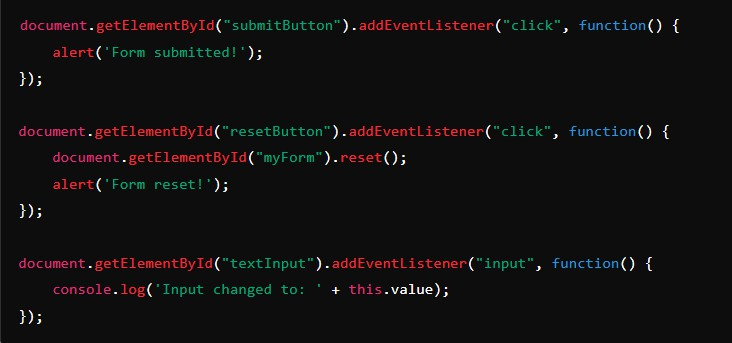 document.getElementById("submitButton").addEventListener("click", function() {
    alert('Form submitted!');
});

document.getElementById("resetButton").addEventListener("click", function() {
    document.getElementById("myForm").reset();
    alert('Form reset!');
});

document.getElementById("textInput").addEventListener("input", function() {
    console.log('Input changed to: ' + this.value);
});